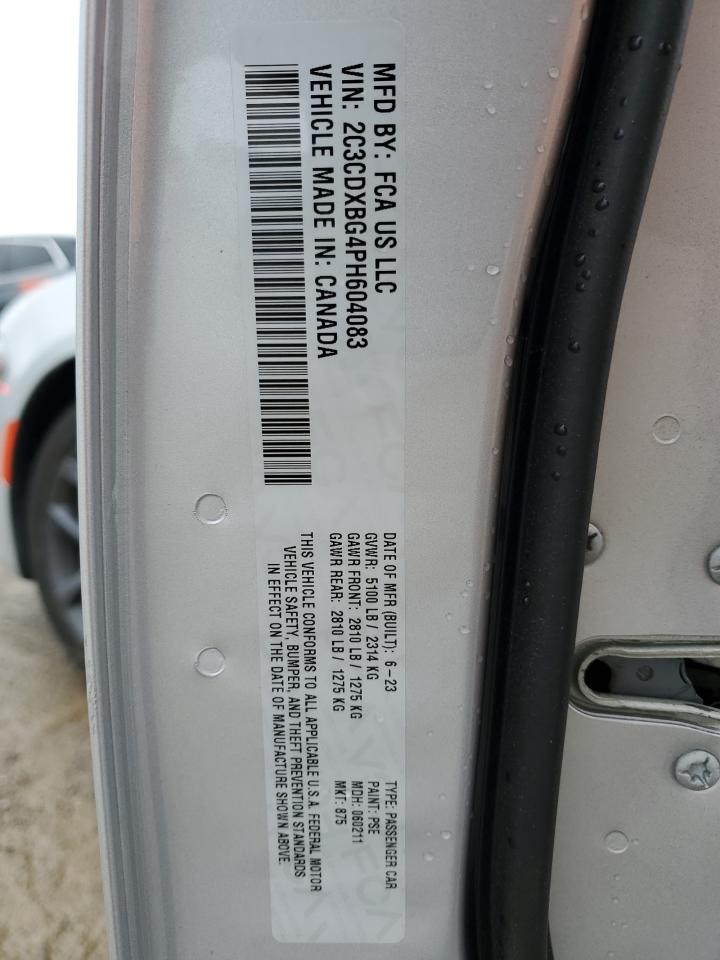 MFD BY: FCA US LLC
VIN: 2C3CDXBG4PH604083
VEHICLE MADE IN: CANADA
DATE OF MFR (BUILT): 6-23
GVWR: 5100 LB / 2314 KG
GAWR FRONT: 2810 LB / 1275 KG
GAWR REAR: 2810 LB / 1275 KG
THIS VEHICLE CONFORMS TO ALL APPLICABLE U.S.A. FEDERAL MOTOR
VEHICLE SAFETY, BUMPER, AND THEFT PREVENTION STANDARDS
IN EFFECT ON THE DATE OF MANUFACTURE SHOWN ABOVE.
TYPE: PASSENGER CAR
PAINT: PSE
MDH: 060211
MKT: 875